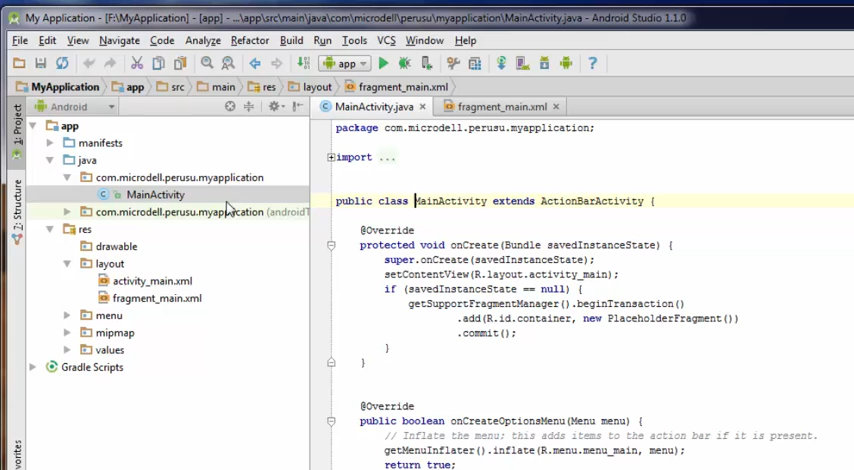 My Application - [F:\MyApplication] - [app] - ...\app\src\main\java\com\microdell\perusu\myapplication\MainActivity.java - Android Studio 1.1.0
File Edit View Navigate Code Analyze Refactor Build Run Tools VCS Window Help
app
?
MyApplication app src main res layout fragment_main.xml
1: Project
Android
MainActivity.java × fragment_main.xml ×
app
manifests
java
com.microdell.perusu.myapplication
MainActivity
com.microdell.perusu.myapplication (androidT
res
drawable
layout
activity_main.xml
fragment_main.xml
menu
mipmap
values
Gradle Scripts
7: Structure
vorites
package com.microdell.perusu.myapplication;
import ...
public class MainActivity extends ActionBarActivity {
@Override
protected void onCreate(Bundle savedInstanceState) {
super.onCreate(savedInstanceState);
setContentView(R.layout.activity_main);
if (savedInstanceState == null) {
getSupportFragmentManager().beginTransaction()
.add(R.id.container, new PlaceholderFragment())
.commit();
}
}
@Override
public boolean onCreateOptionsMenu(Menu menu) {
// Inflate the menu; this adds items to the action bar if it is present.
getMenuInflater().inflate(R.menu.menu_main, menu);
return true;